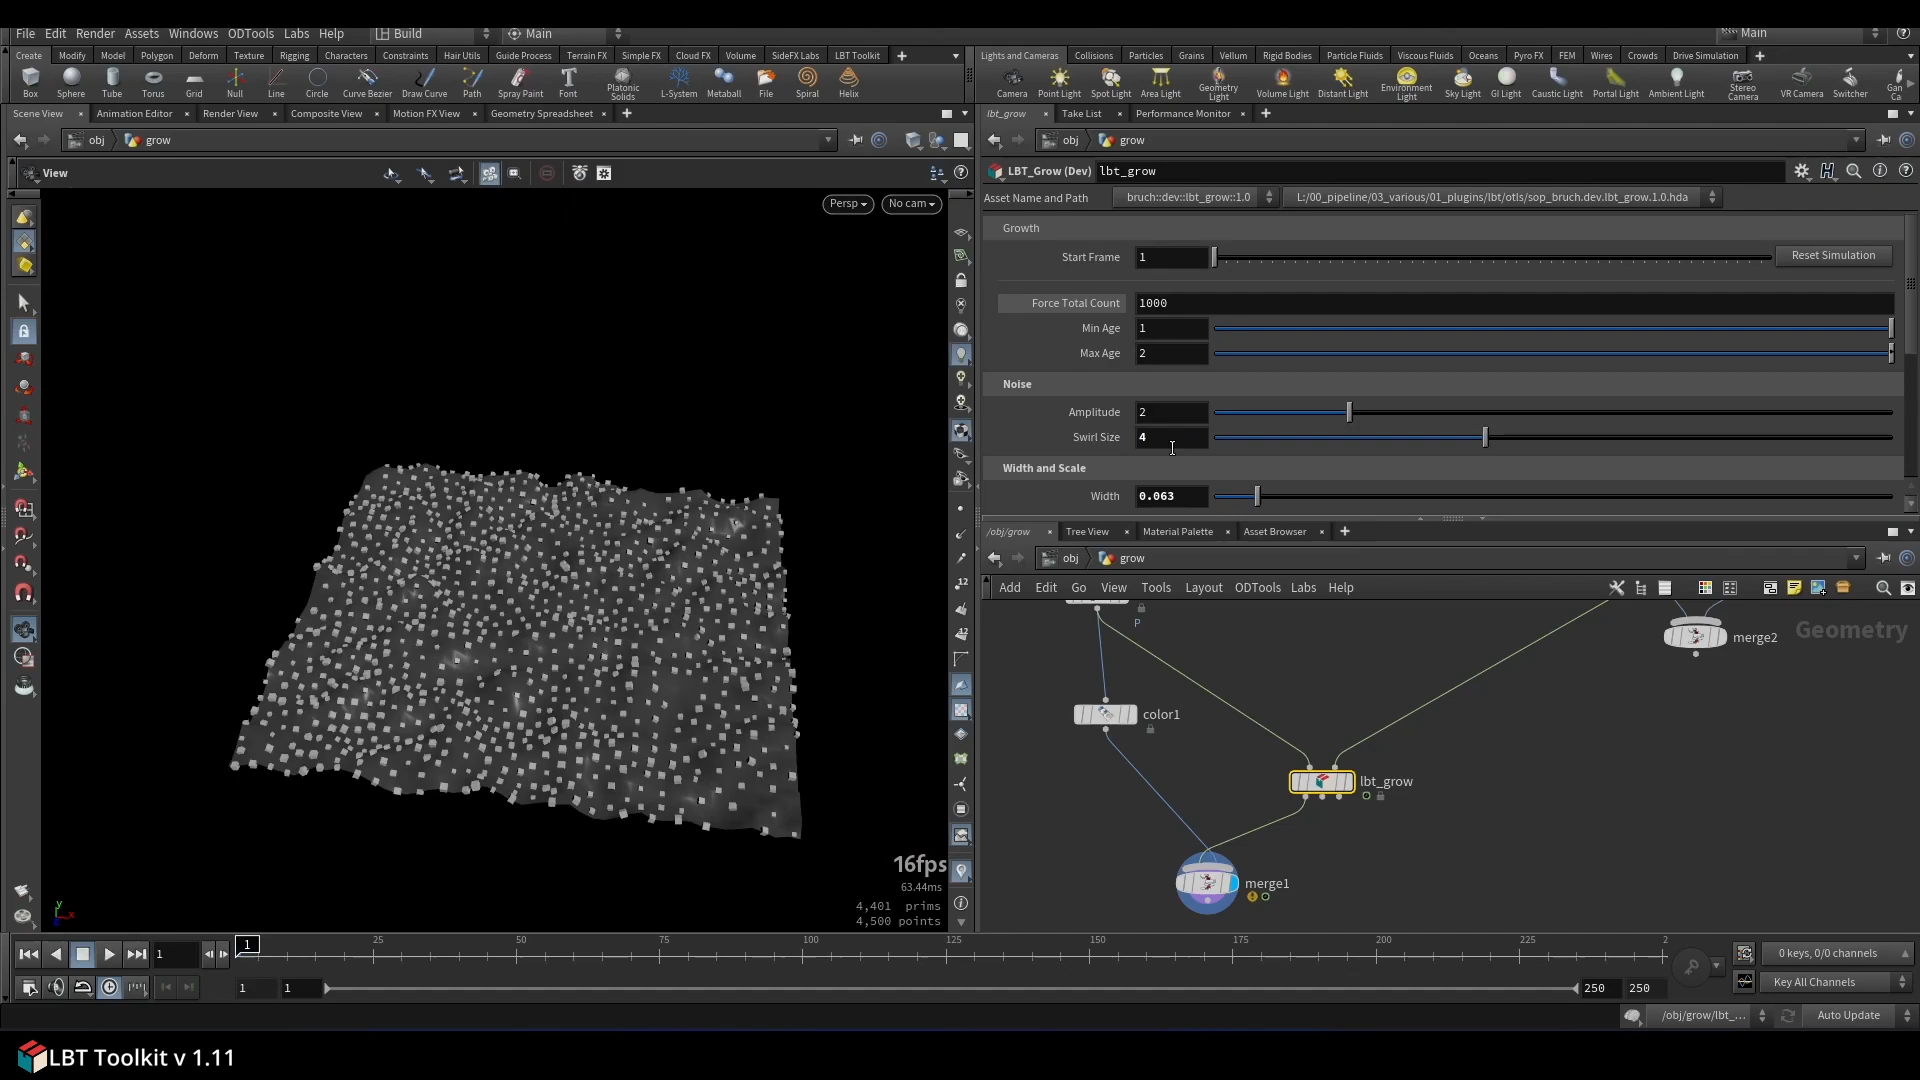 File Edit Render Assets Windows ODTools Labs Help Build Main Main
Create Modify Model Polygon Deform Texture Rigging Characters Constraints Hair Utils Guide Process Terrain FX Simple FX Cloud FX Volume SideFX Labs LBT Toolkit
Lights and Cameras Collisions Particles Grains Vellum Rigid Bodies Particle Fluids Viscous Fluids Oceans Pyro FX FEM Wires Crowds Drive Simulation
Box Sphere Tube Torus Grid Null Line Circle Curve Bezier Draw Curve Path Spray Paint Font Platonic Solids L-System Metaball File Spiral Helix
Camera Point Light Spot Light Area Light Geometry Light Volume Light Distant Light Environment Light Sky Light GI Light Caustic Light Portal Light Ambient Light Stereo Camera VR Camera Switcher
Scene View Animation Editor Render View Composite View Motion FX View Geometry Spreadsheet
lbt_grow Take List Performance Monitor
obj grow
obj grow
View
LBT_Grow (Dev) lbt_grow
Asset Name and Path bruch::dev::lbt_grow::1.0 L:/00_pipeline/03_various/01_plugins/lbt/otls/sop_bruch.dev.lbt_grow.1.0.hda
Persp No cam
Growth
Start Frame 1 Reset Simulation
Force Total Count 1000
Min Age 1
Max Age 2
Noise
Amplitude 2
Swirl Size 4
Width and Scale
Width 0.063
/obj/grow Tree View Material Palette Asset Browser
obj grow
Add Edit Go View Tools Layout ODTools Labs Help
P
merge2
Geometry
color1
lbt_grow
merge1
12
12
16fps
63.44ms
4,401 prims
4,500 points
y
x
1 1 25 50 75 100 125 150 175 200 225 2
0 keys, 0/0 channels
1 1 250 250
Key All Channels
/obj/grow/lbt_... Auto Update
LBT Toolkit v 1.11